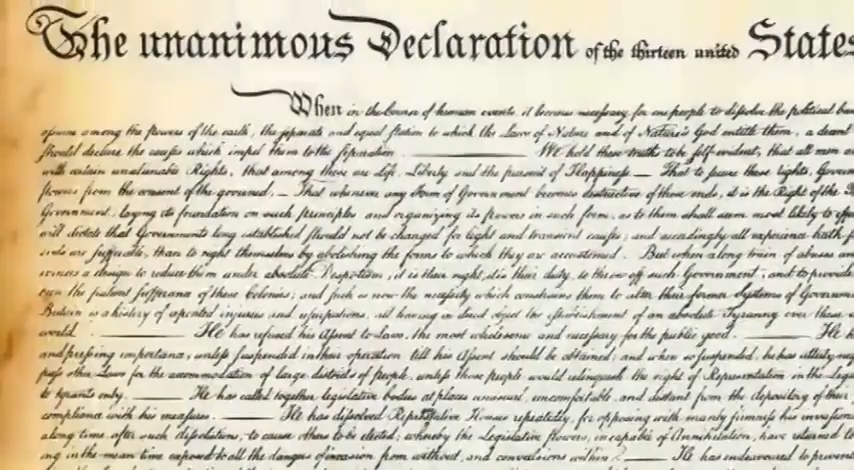 The unanimous Declaration of the thirteen united States
When in the Course of human events, it becomes necessary for one people to dissolve the political
among the powers of the earth, the separate and equal station to which the Laws of Nature and of Nature's God entitle them, a decent
should declare the causes which impel them to the separation. We hold these truths to be self-evident, that all men
with certain unalienable Rights, that among these are Life, Liberty and the pursuit of Happiness. — That to secure these rights,
powers from the consent of the governed, — That whenever any Form of Government becomes destructive of these ends, it is the Right of the
Government, laying its foundation on such principles and organizing its powers in such form, as to them shall seem most likely to
will dictate that Governments long established should not be changed for light and transient causes; and accordingly all experience hath
are sufferable, than to right themselves by abolishing the forms to which they are accustomed. But when a long train of abuses
a design to reduce them under absolute Despotism, it is their right, it is their duty, to throw off such Government, and to provide
the patient sufferance of these Colonies; and such is now the necessity which constrains them to alter their former Systems of
Britain is a history of repeated injuries and usurpations, all having in direct object the establishment of an absolute Tyranny over these
world. He has refused his Assent to Laws, the most wholesome and necessary for the public good. He
and pressing importance, unless suspended in their operation till his Assent should be obtained; and when so suspended, he has utterly
pass other Laws for the accommodation of large districts of people, unless those people would relinquish the right of Representation in the
to tyrants only. He has called together legislative bodies at places unusual, uncomfortable, and distant from the depository of their
compliance with his measures. He has dissolved Representative Houses repeatedly, for opposing with manly firmness his
a long time, after such dissolutions, to cause others to be elected; whereby the Legislative powers, incapable of Annihilation, have returned
in the mean time exposed to all the dangers of invasion from without, and convulsions within. He has endeavoured to